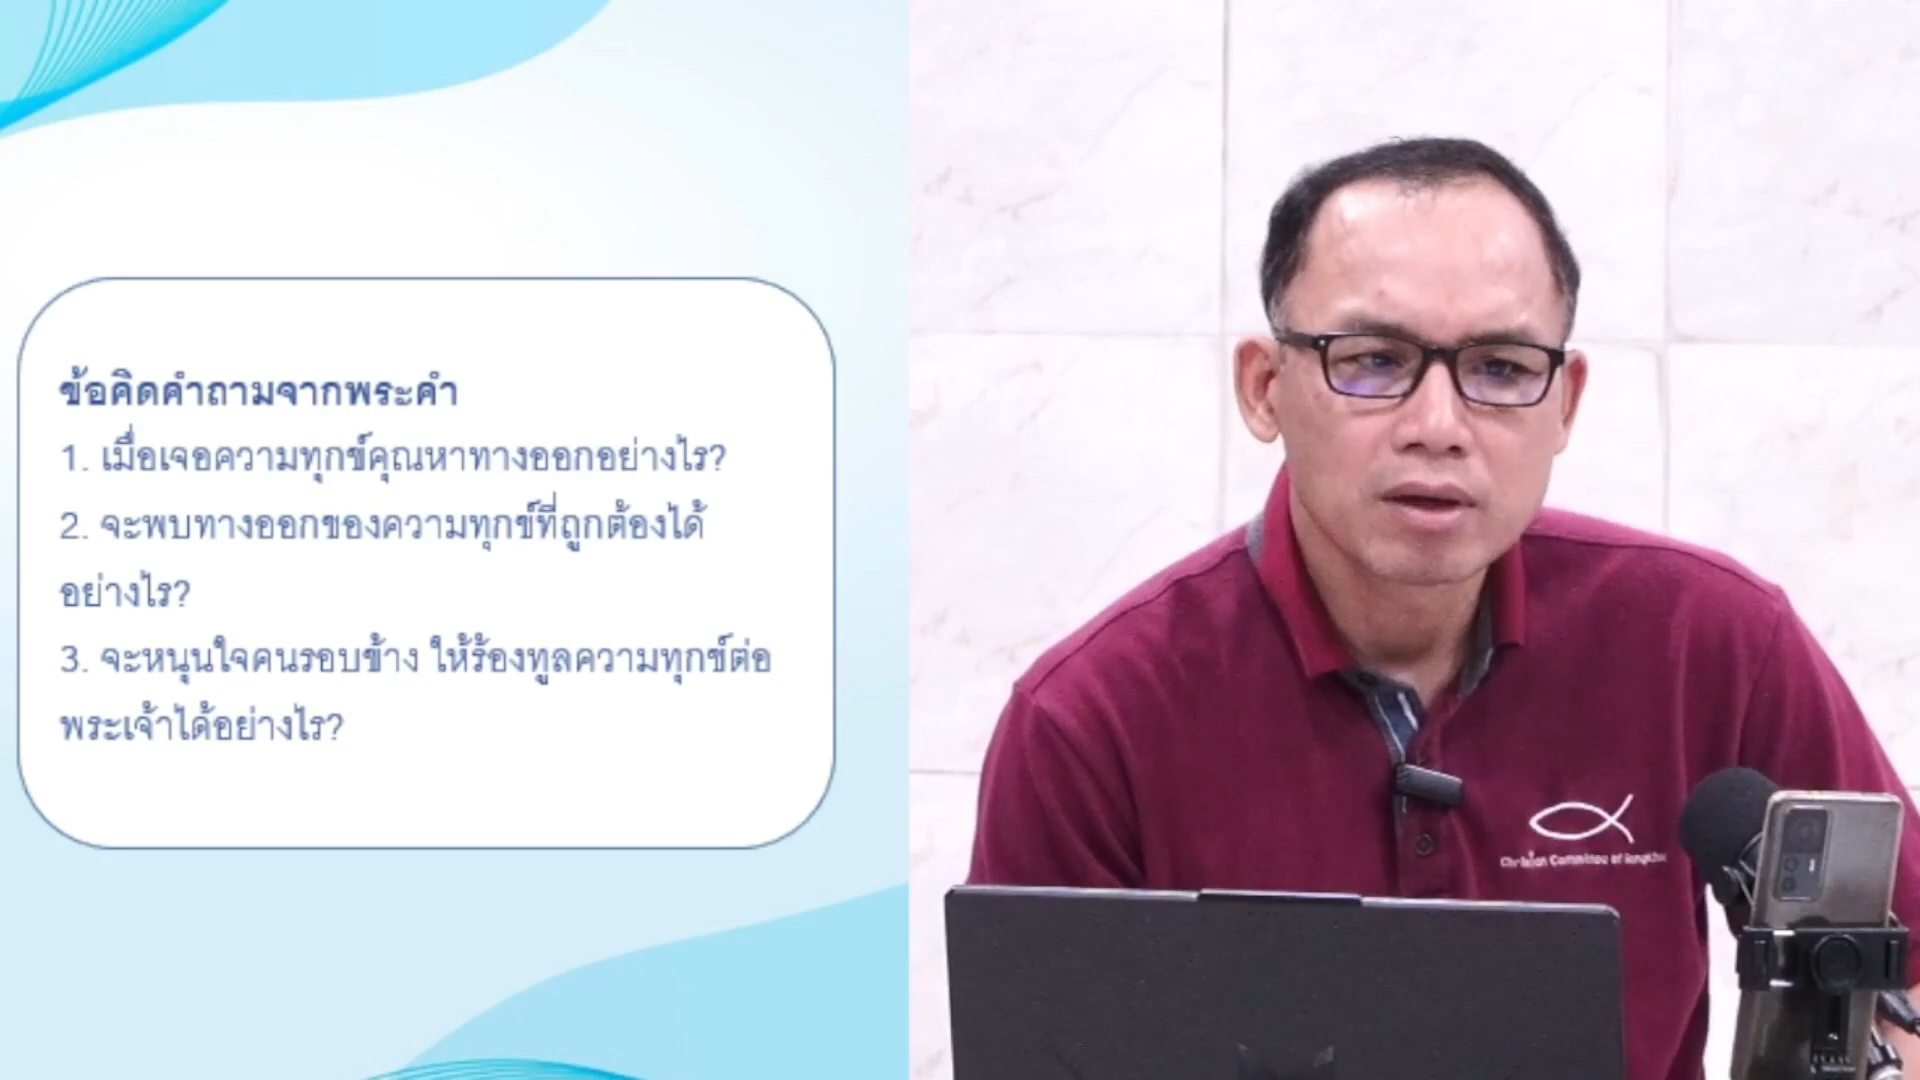 ข้อคิดคำถามจากพระคำ
1. เมื่อเจอความทุกข์คุณหาทางออกอย่างไร?
2. จะพบทางออกของความทุกข์ที่ถูกต้องได้
อย่างไร?
3. จะหนุนใจคนรอบข้าง ให้ร้องทูลความทุกข์ต่อ
พระเจ้าได้อย่างไร?
Christian Committee of